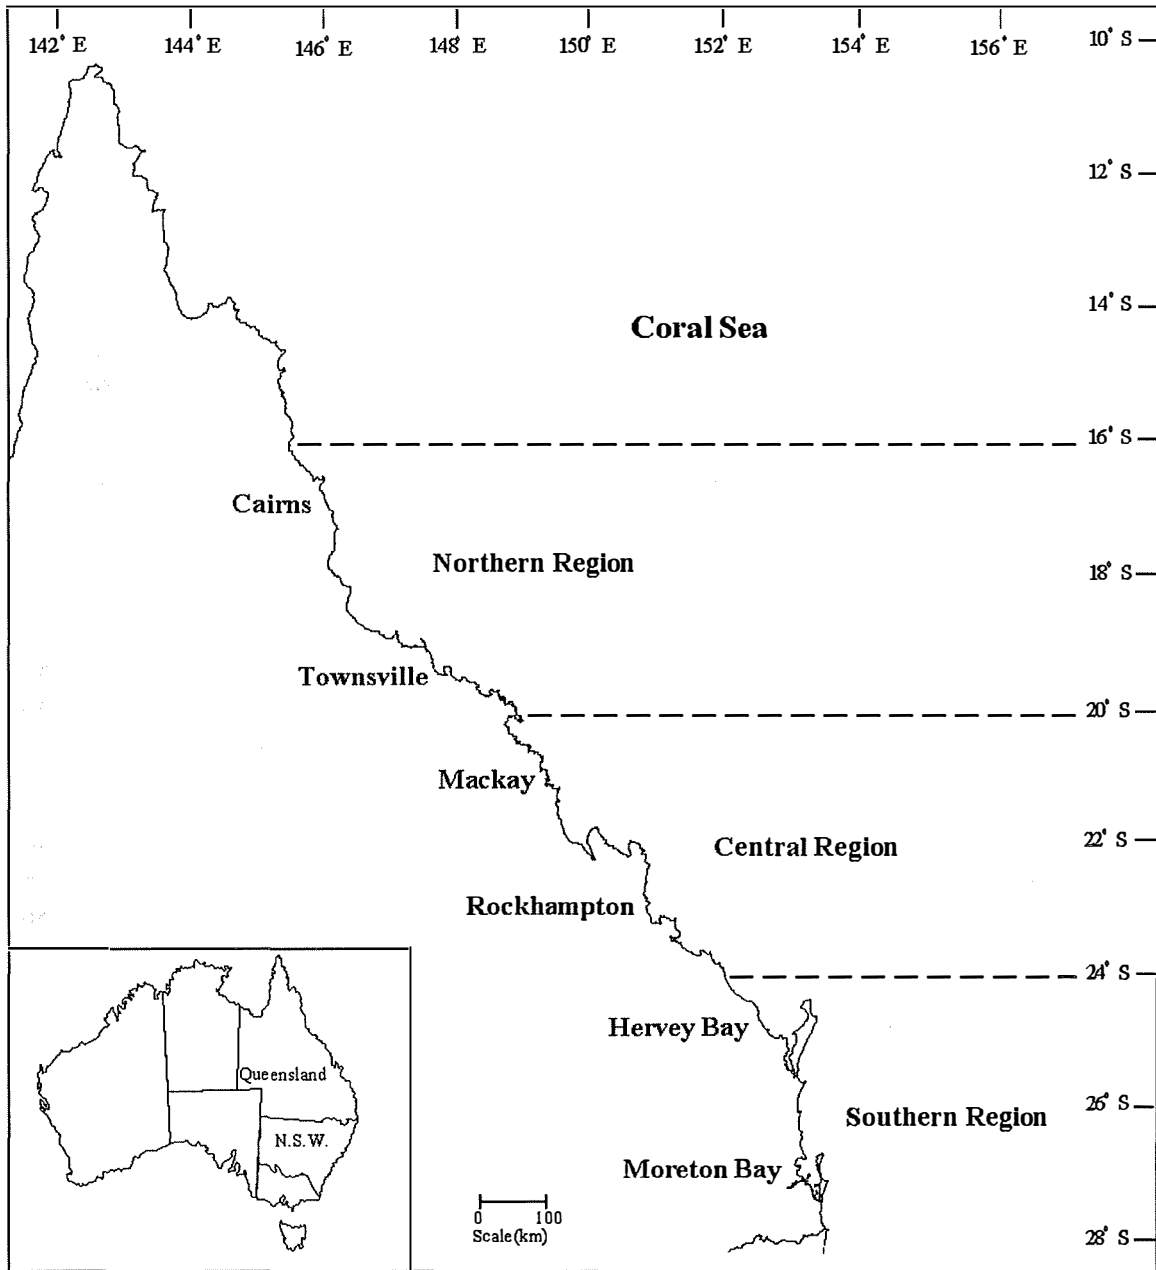 142° E 144° E 146° E 148° E 150° E 152° E 154° E 156° E 10° S
12° S
14° S
Coral Sea
16° S
Cairns
Northern Region
18° S
Townsville
20° S
Mackay
22° S
Central Region
Rockhampton
24° S
Hervey Bay
Queensland
26° S
Southern Region
N.S.W.
Moreton Bay
0 100
Scale(km)
28° S